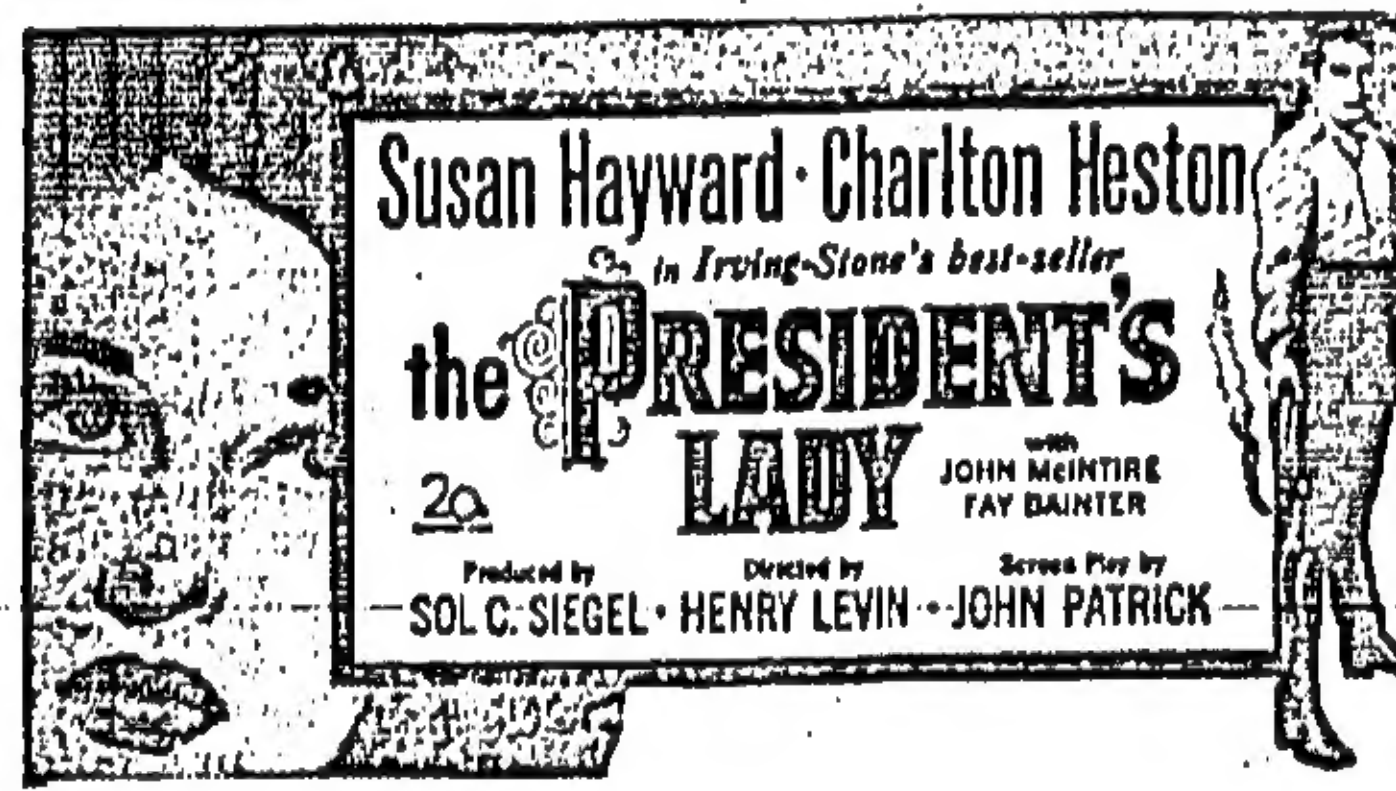 Susan Hayward · Charlton Heston
in Irving Stone's best-seller
the PRESIDENT'S
LADY
with
JOHN McINTIRE
FAY BAINTER
2a
Produced by
Directed by
Screen Play by
SOL C. SIEGEL · HENRY LEVIN · JOHN PATRICK